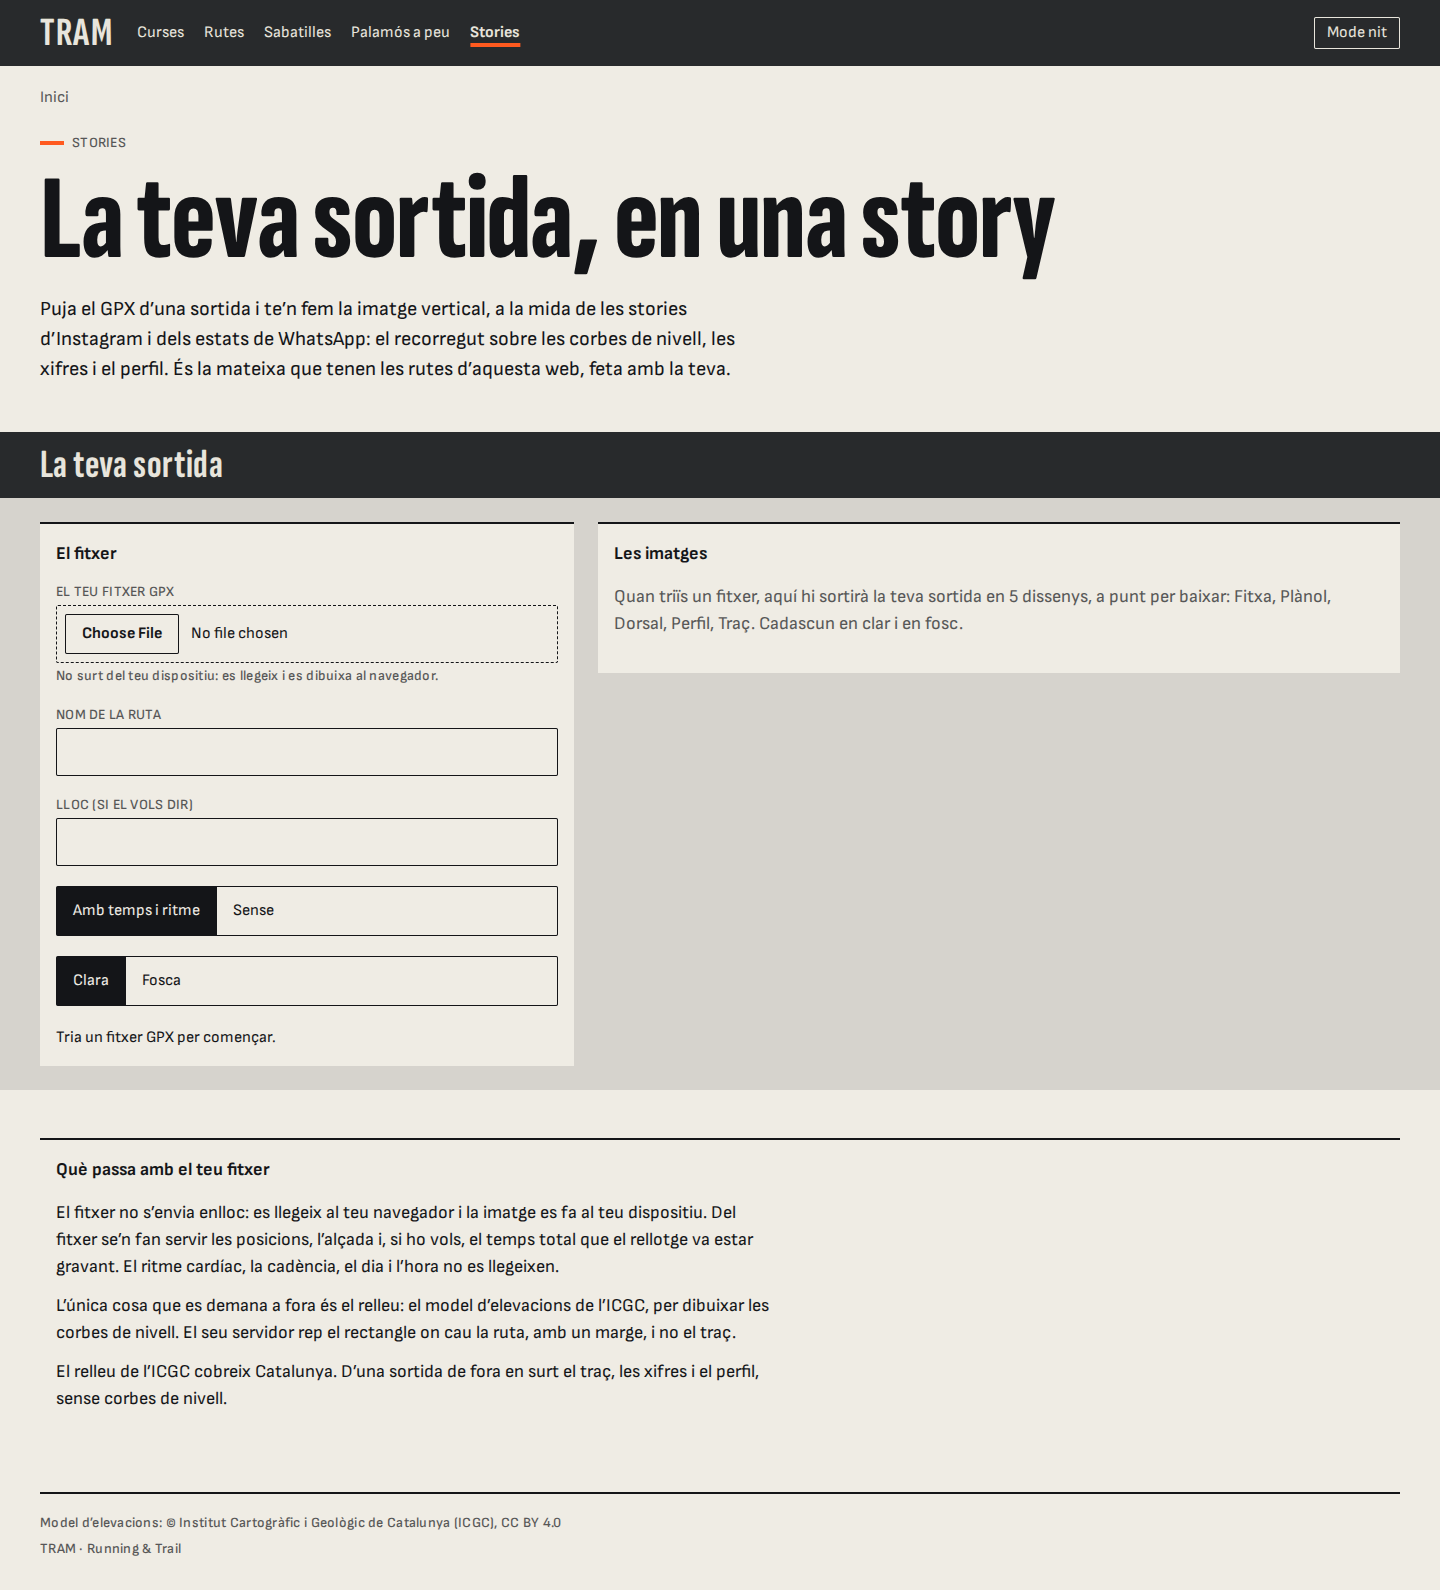 TRAM
Curses
Rutes
Sabatilles
Palamós a peu
Stories
Mode nit
Inici
STORIES
La teva sortida, en una story
Puja el GPX d’una sortida i te’n fem la imatge vertical, a la mida de les stories
d’Instagram i dels estats de WhatsApp: el recorregut sobre les corbes de nivell, les
xifres i el perfil. És la mateixa que tenen les rutes d’aquesta web, feta amb la teva.
La teva sortida
El fitxer
EL TEU FITXER GPX
Choose File No file chosen
No surt del teu dispositiu: es llegeix i es dibuixa al navegador.
NOM DE LA RUTA
LLOC (SI EL VOLS DIR)
Amb temps i ritme
Sense
Clara
Fosca
Tria un fitxer GPX per començar.
Les imatges
Quan triïs un fitxer, aquí hi sortirà la teva sortida en 5 dissenys, a punt per baixar: Fitxa, Plànol,
Dorsal, Perfil, Traç. Cadascun en clar i en fosc.
Què passa amb el teu fitxer
El fitxer no s’envia enlloc: es llegeix al teu navegador i la imatge es fa al teu dispositiu. Del
fitxer se’n fan servir les posicions, l’alçada i, si ho vols, el temps total que el rellotge va estar
gravant. El ritme cardíac, la cadència, el dia i l’hora no es llegeixen.
L’única cosa que es demana a fora és el relleu: el model d’elevacions de l’ICGC, per dibuixar les
corbes de nivell. El seu servidor rep el rectangle on cau la ruta, amb un marge, i no el traç.
El relleu de l’ICGC cobreix Catalunya. D’una sortida de fora en surt el traç, les xifres i el perfil,
sense corbes de nivell.
Model d’elevacions: © Institut Cartogràfic i Geològic de Catalunya (ICGC), CC BY 4.0
TRAM · Running & Trail